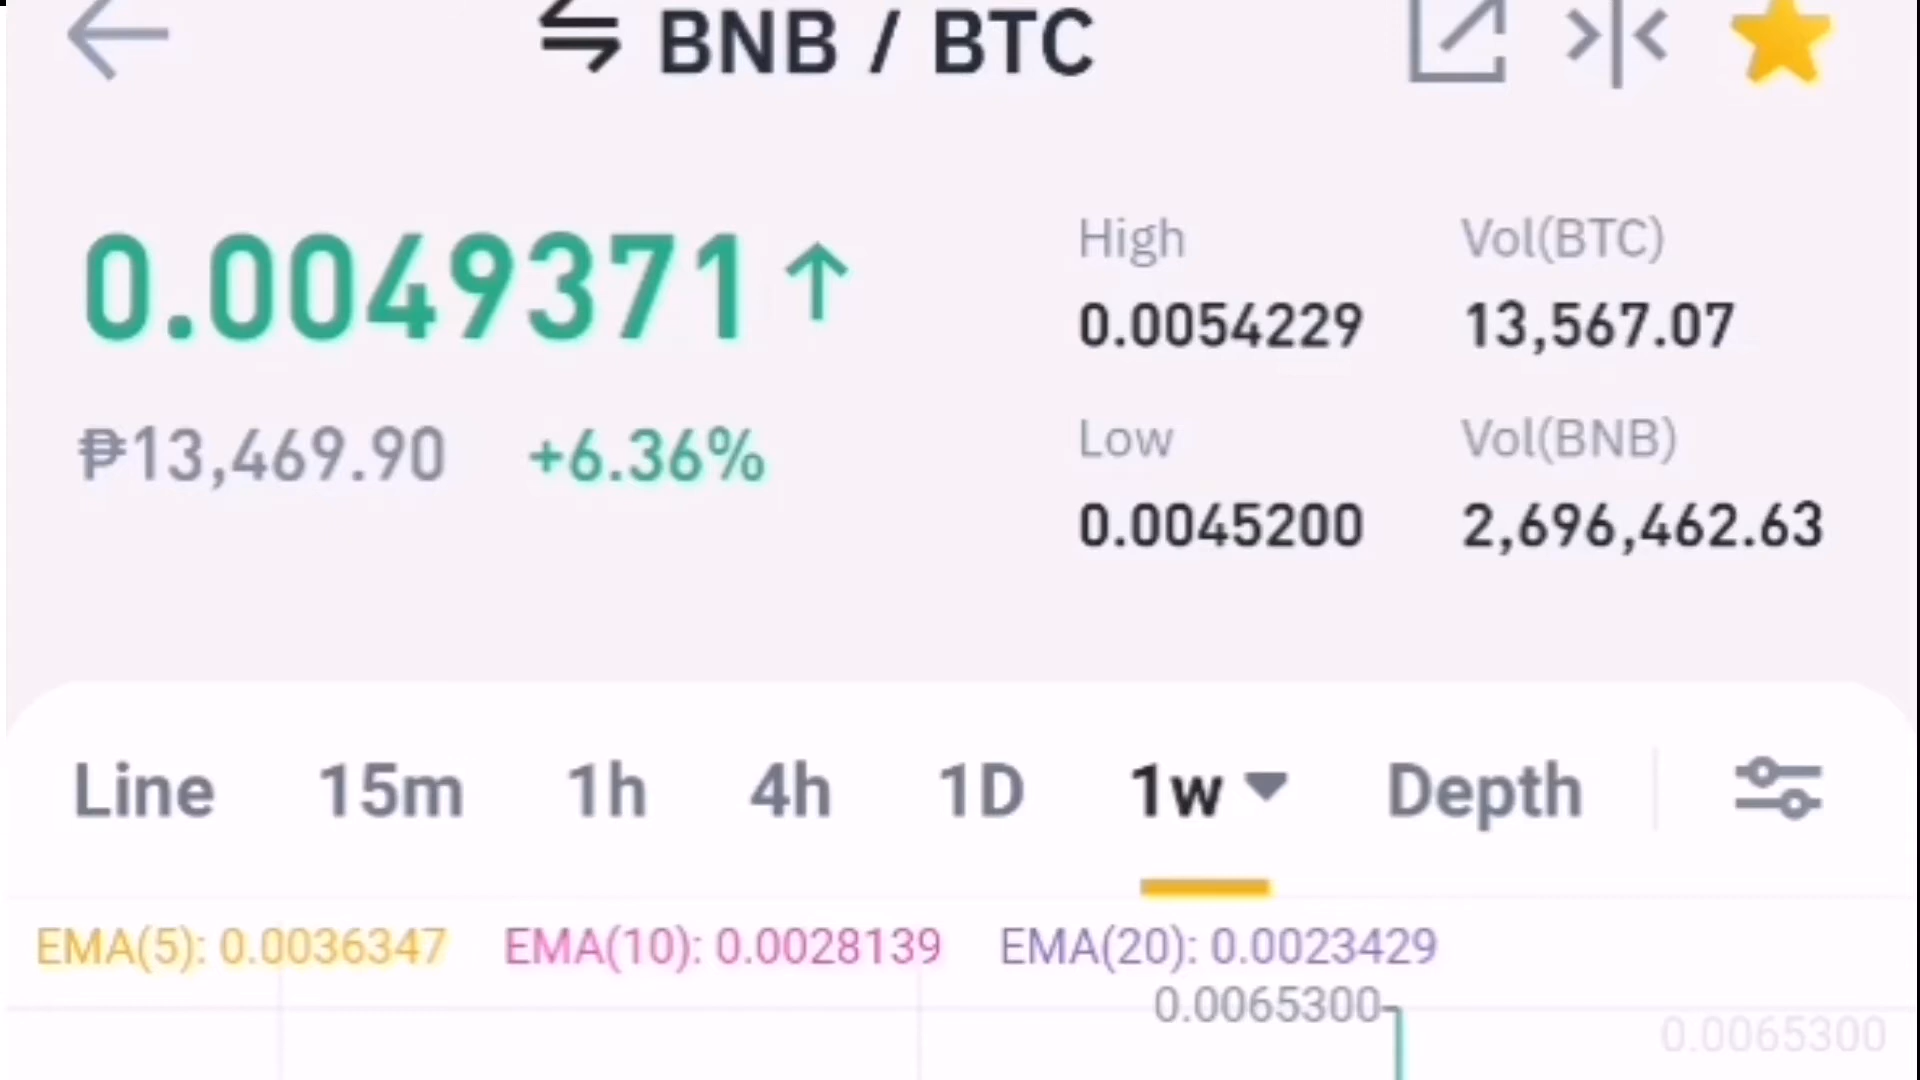 BNB / BTC
0.0049371
₱13,469.90 +6.36%
High
0.0054229
Low
0.0045200
Vol(BTC)
13,567.07
Vol(BNB)
2,696,462.63
Line 15m 1h 4h 1D 1w Depth
EMA(5): 0.0036347 EMA(10): 0.0028139 EMA(20): 0.0023429
0.0065300
0.0065300